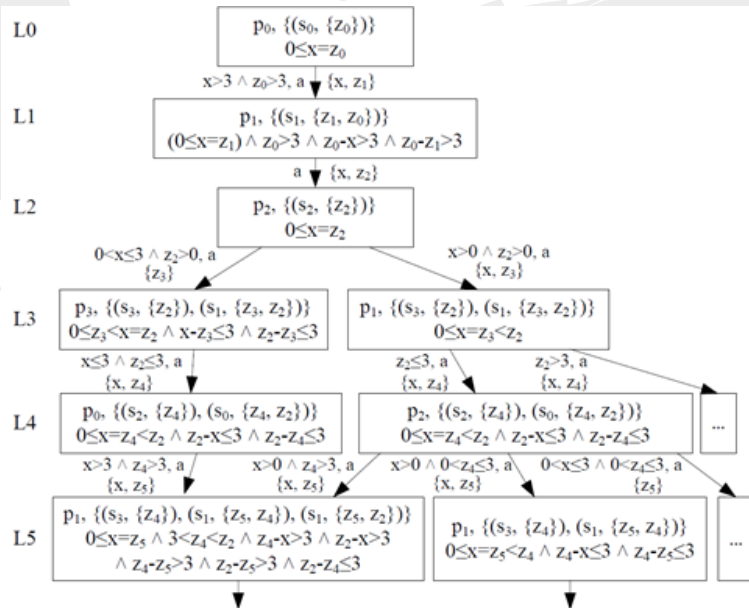 L0
p₀, {(s₀, {z₀})}
0≤x=z₀
x>3 ∧ z₀>3, a {x, z₁}
L1
p₁, {(s₁, {z₁, z₀})}
(0≤x=z₁) ∧ z₀>3 ∧ z₀-x>3 ∧ z₀-z₁>3
a {x, z₂}
L2
p₂, {(s₂, {z₂})}
0≤x=z₂
0<x≤3 ∧ z₂>0, a
{z₃}
x>0 ∧ z₂>0, a
{x, z₃}
L3
p₃, {(s₃, {z₂}), (s₁, {z₃, z₂})}
0≤z₃<x=z₂ ∧ x-z₃≤3 ∧ z₂-z₃≤3
p₁, {(s₃, {z₂}), (s₁, {z₃, z₂})}
0≤x=z₃<z₂
x≤3 ∧ z₂≤3, a
{x, z₄}
z₂≤3, a
{x, z₄}
z₂>3, a
{x, z₄}
L4
p₀, {(s₂, {z₄}), (s₀, {z₄, z₂})}
0≤x=z₄<z₂ ∧ z₂-x≤3 ∧ z₂-z₄≤3
p₂, {(s₂, {z₄}), (s₀, {z₄, z₂})}
0≤x=z₄<z₂ ∧ z₂-x≤3 ∧ z₂-z₄≤3
...
x>3 ∧ z₄>3, a
{x, z₅}
x>0 ∧ z₄>3, a
{x, z₅}
x>0 ∧ 0<z₄≤3, a
{x, z₅}
0<x≤3 ∧ 0<z₄≤3, a
{z₅}
L5
p₁, {(s₃, {z₄}), (s₁, {z₅, z₄}), (s₁, {z₅, z₂})}
0≤x=z₅ ∧ 3<z₄<z₂ ∧ z₄-x>3 ∧ z₂-x>3
∧ z₄-z₅>3 ∧ z₂-z₅>3 ∧ z₂-z₄≤3
p₁, {(s₃, {z₄}), (s₁, {z₅, z₄})}
0≤x=z₅<z₄ ∧ z₄-x≤3 ∧ z₄-z₅≤3
...